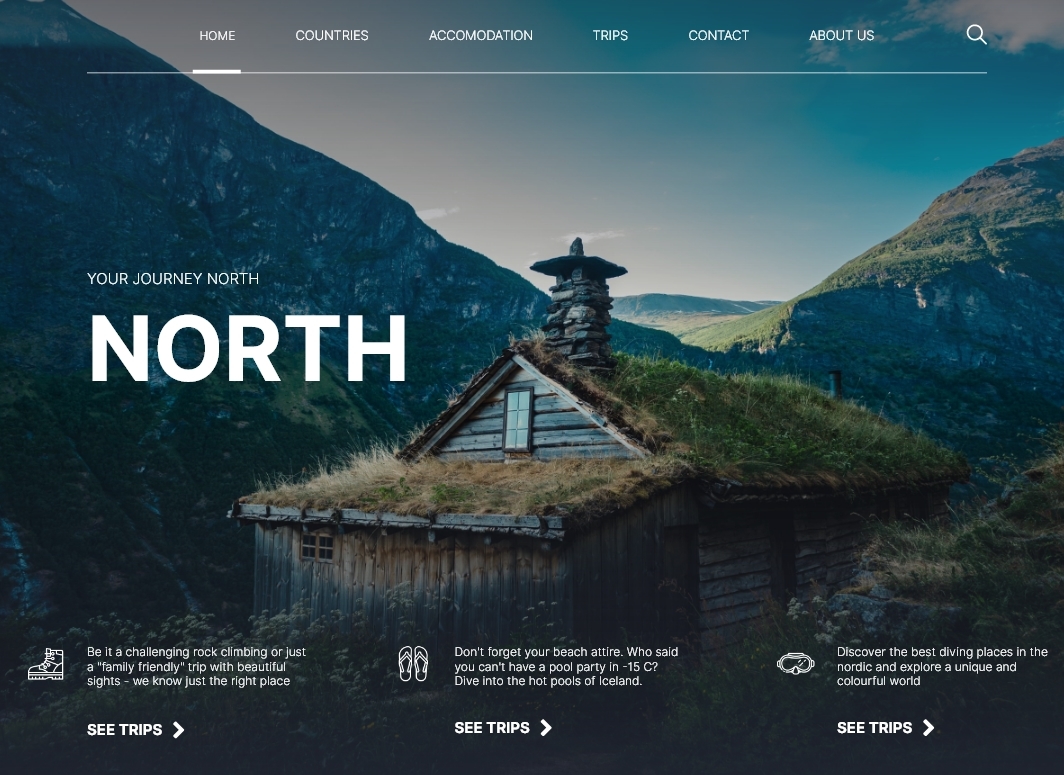 HOME COUNTRIES ACCOMODATION TRIPS CONTACT ABOUT US
YOUR JOURNEY NORTH
NORTH
Be it a challenging rock climbing or just
a "family friendly" trip with beautiful
sights - we know just the right place
SEE TRIPS
Don't forget your beach attire. Who said
you can't have a pool party in -15 C?
Dive into the hot pools of Iceland.
SEE TRIPS
Discover the best diving places in the
nordic and explore a unique and
colourful world
SEE TRIPS